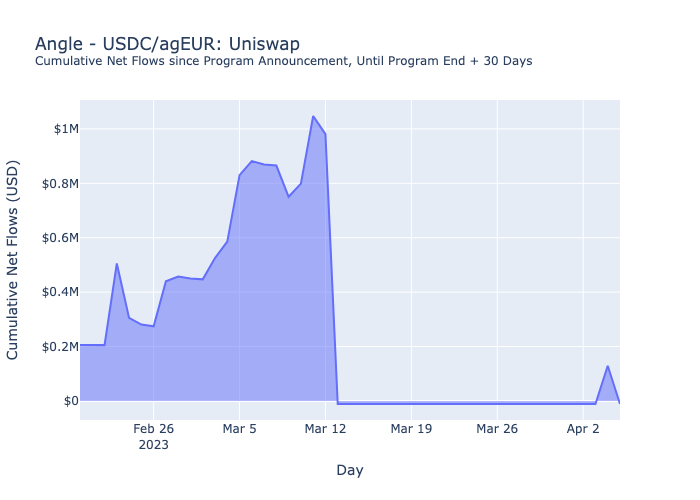 Angle - USDC/agEUR: Uniswap
Cumulative Net Flows since Program Announcement, Until Program End + 30 Days
Cumulative Net Flows (USD)
$1M
$0.8M
$0.6M
$0.4M
$0.2M
$0
Feb 26
2023
Mar 5
Mar 12
Mar 19
Mar 26
Apr 2
Day